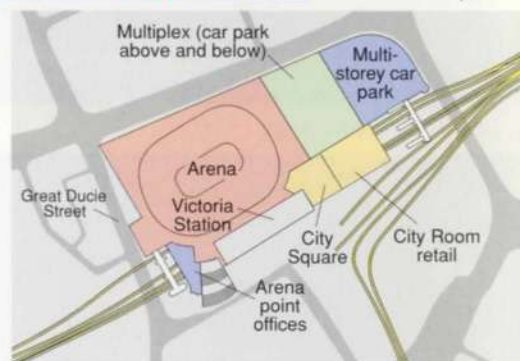 Multiplex (car park
above and below)
Multi-
storey car
park
Arena
Great Ducie
Street
Victoria
Station
City
Square
City Room
retail
Arena
point
offices